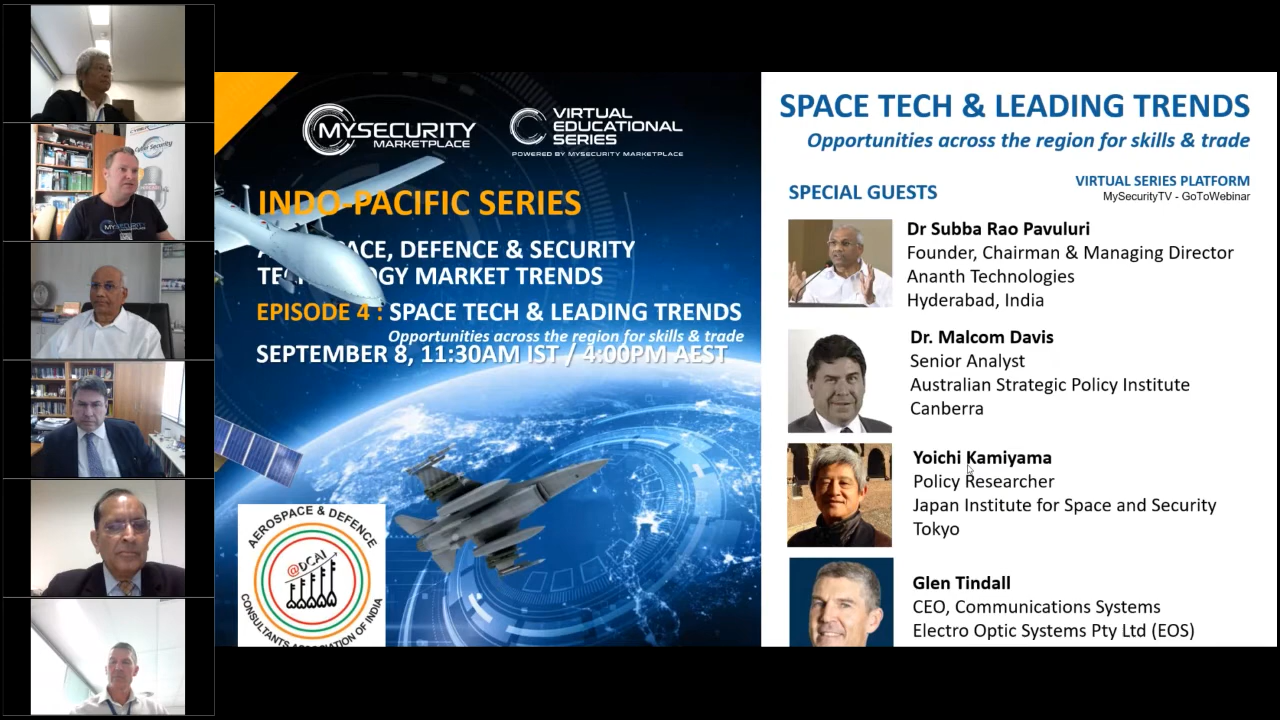 MYSECURITY
MARKETPLACE
VIRTUAL
EDUCATIONAL
SERIES
POWERED BY MYSECURITY MARKETPLACE
INDO-PACIFIC SERIES
DEFENCE & SECURITY
MARKET TRENDS
EPISODE 4 : SPACE TECH & LEADING TRENDS
Opportunities across the region for skills & trade
SEPTEMBER 8, 11:30AM IST / 4:00PM AEST
AEROSPACE & DEFENCE
@DCAI
CONSULTANTS ASSOCIATION OF INDIA
SPACE TECH & LEADING TRENDS
Opportunities across the region for skills & trade
VIRTUAL SERIES PLATFORM
MySecurityTV - GoToWebinar
SPECIAL GUESTS
Dr Subba Rao Pavuluri
Founder, Chairman & Managing Director
Ananth Technologies
Hyderabad, India
Dr. Malcom Davis
Senior Analyst
Australian Strategic Policy Institute
Canberra
Yoichi Kamiyama
Policy Researcher
Japan Institute for Space and Security
Tokyo
Glen Tindall
CEO, Communications Systems
Electro Optic Systems Pty Ltd (EOS)
Cyber Security
MYSECURITY